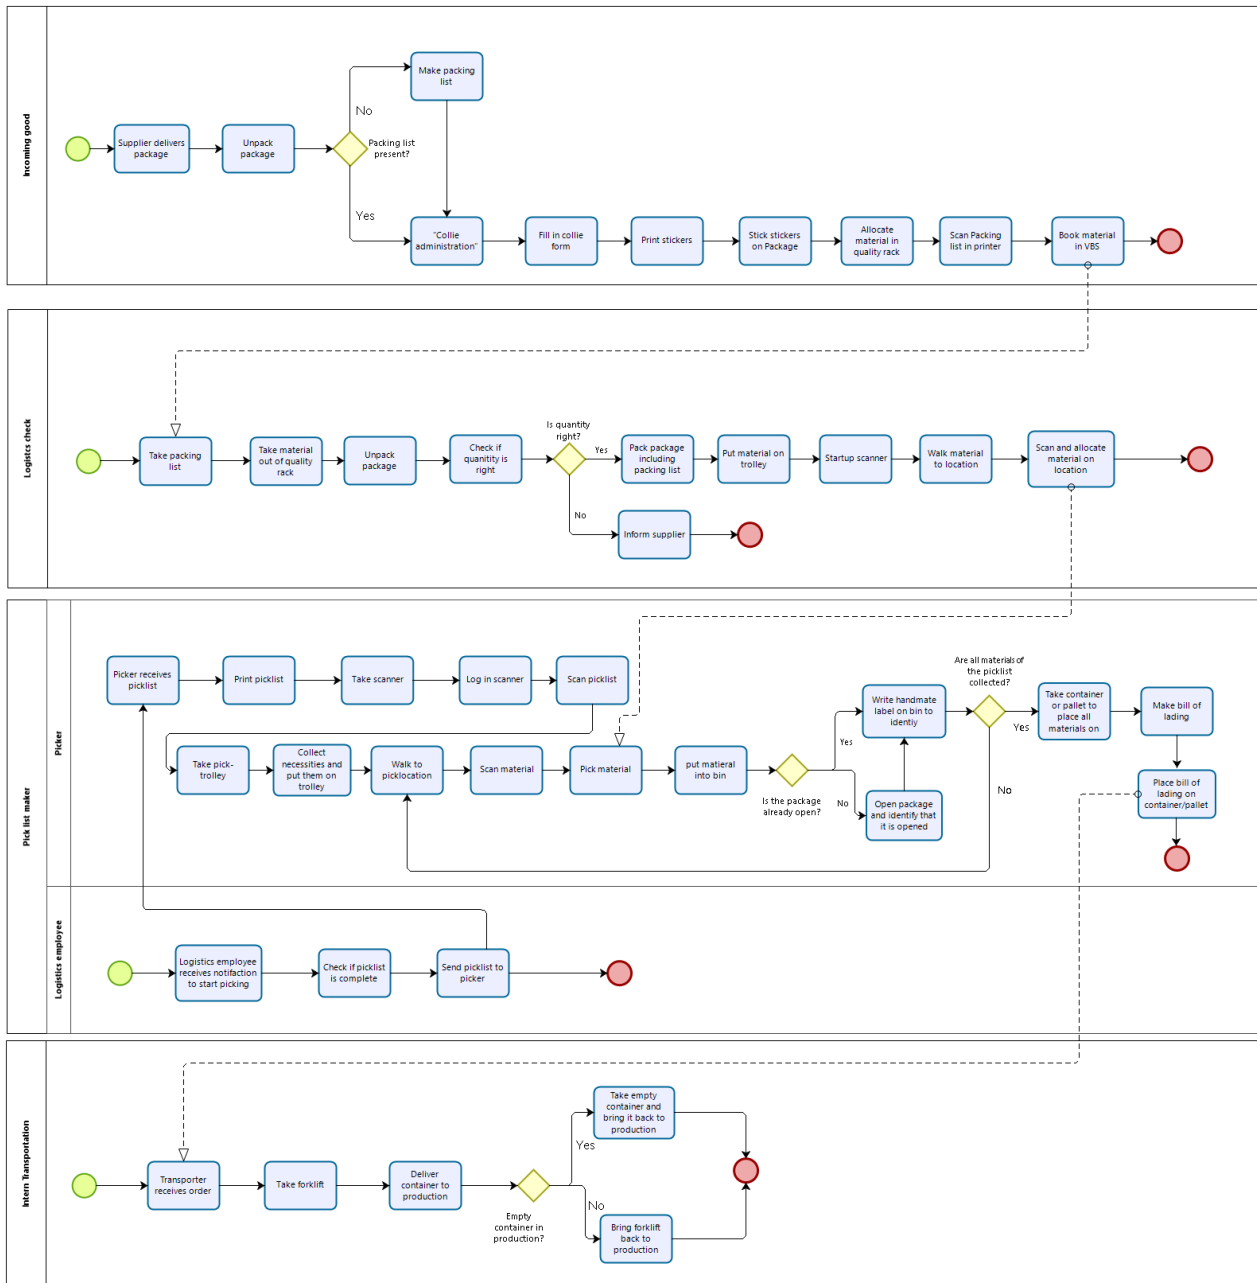 Incoming good
Make packing
list
No
Supplier delivers
package
Unpack
package
Packing list
present?
Yes
"Collie
administration"
Fill in collie
form
Print stickers
Stick stickers
on Package
Allocate
material in
quality rack
Scan Packing
list in printer
Book material
in VBS
Logistcs check
Take packing
list
Take material
out of quality
rack
Unpack
package
Check if
quanitity is
right
Is quantity
right?
Yes
Pack package
including
packing list
Put material on
trolley
Startup scanner
Walk material
to location
Scan and allocate
material on
location
No
Inform supplier
Pick list maker
Picker
Picker receives
picklist
Print picklist
Take scanner
Log in scanner
Scan picklist
Take pick-
trolley
Collect
necessities and
put them on
trolley
Walk to
picklocation
Scan material
Pick material
put matieral
into bin
Is the package
already open?
Yes
No
Write handmate
label on bin to
identiy
Open package
and identify that
it is opened
Are all materials of
the picklist
collected?
Yes
No
Take container
or pallet to
place all
materials on
Make bill of
lading
Place bill of
lading on
container/pallet
Logistics employee
Logistics employee
receives notifaction
to start picking
Check if picklist
is complete
Send picklist to
picker
Intern Transportation
Transporter
receives order
Take forklift
Deliver
container to
production
Empty
container in
production?
Yes
No
Take empty
container and
bring it back to
production
Bring forklift
back to
production